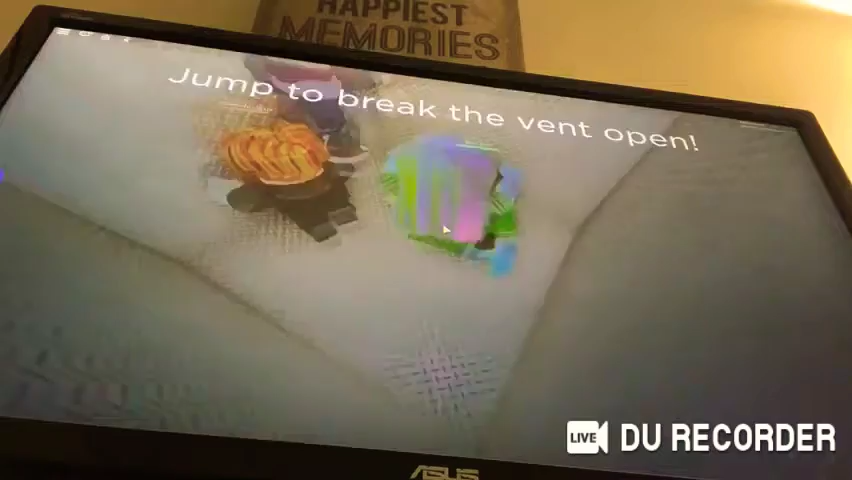 HAPPIEST
MEMORIES
Jump to break the vent open!
ASUS
LIVE DU RECORDER